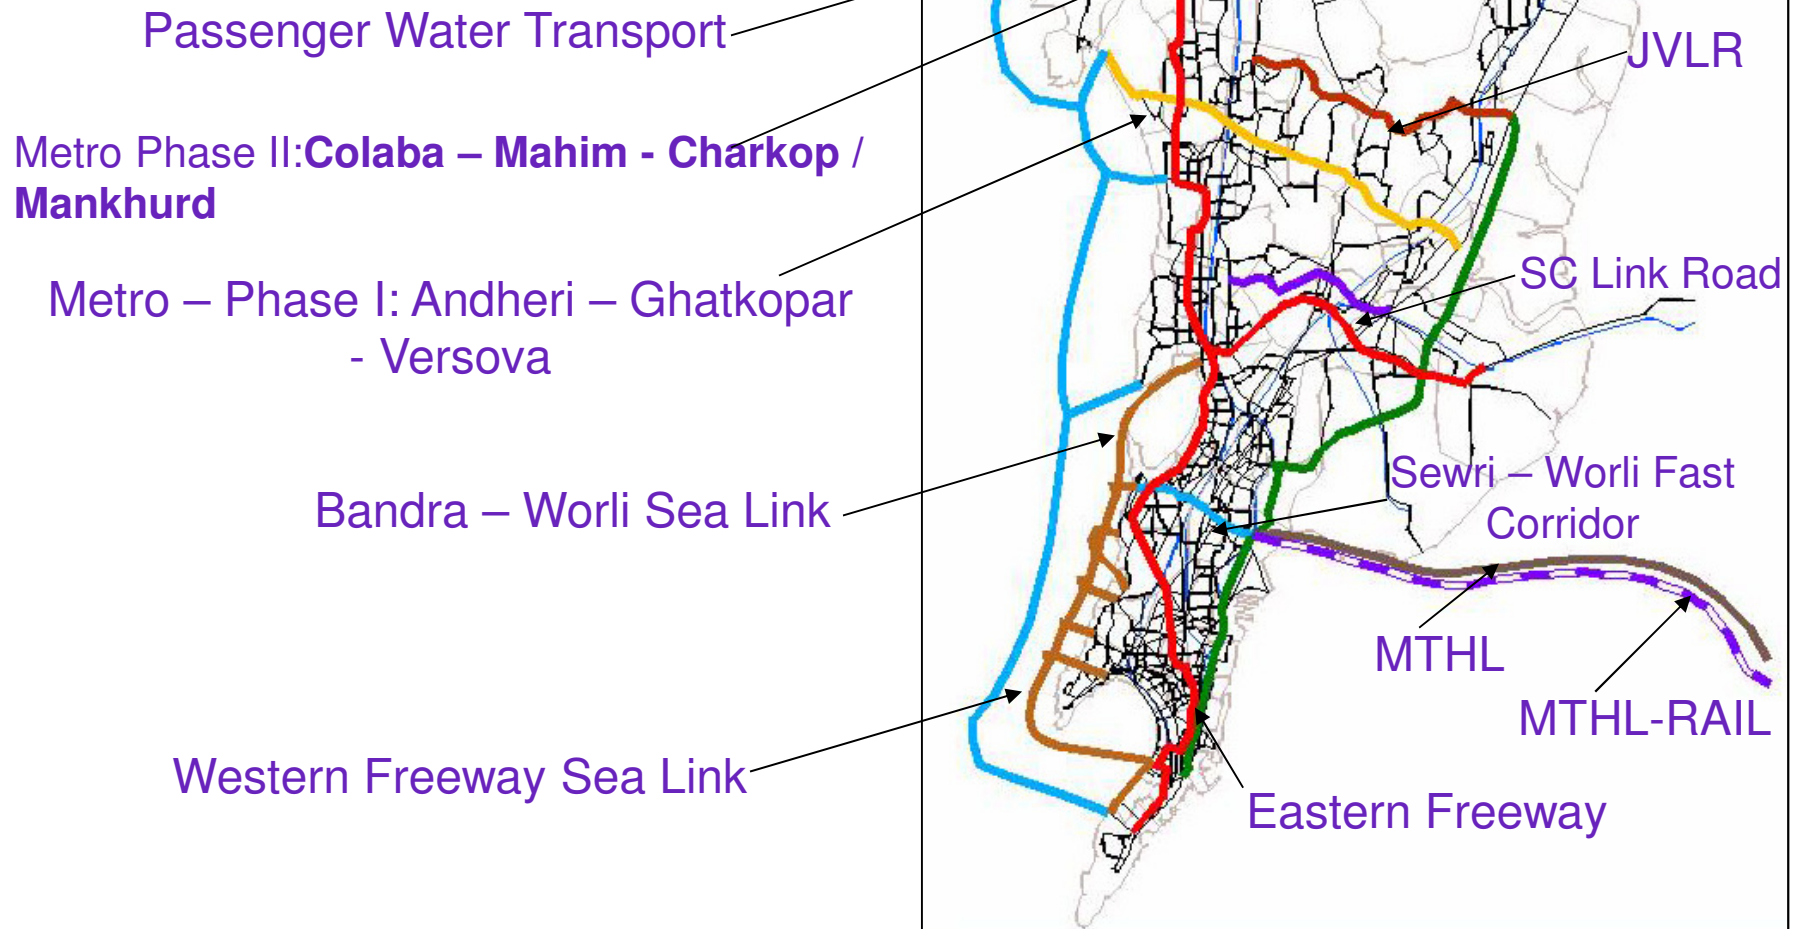 Passenger Water Transport
JVLR
Metro Phase II:Colaba – Mahim - Charkop /
Mankhurd
SC Link Road
Metro – Phase I: Andheri – Ghatkopar
- Versova
Sewri – Worli Fast
Corridor
Bandra – Worli Sea Link
MTHL
MTHL-RAIL
Western Freeway Sea Link
Eastern Freeway